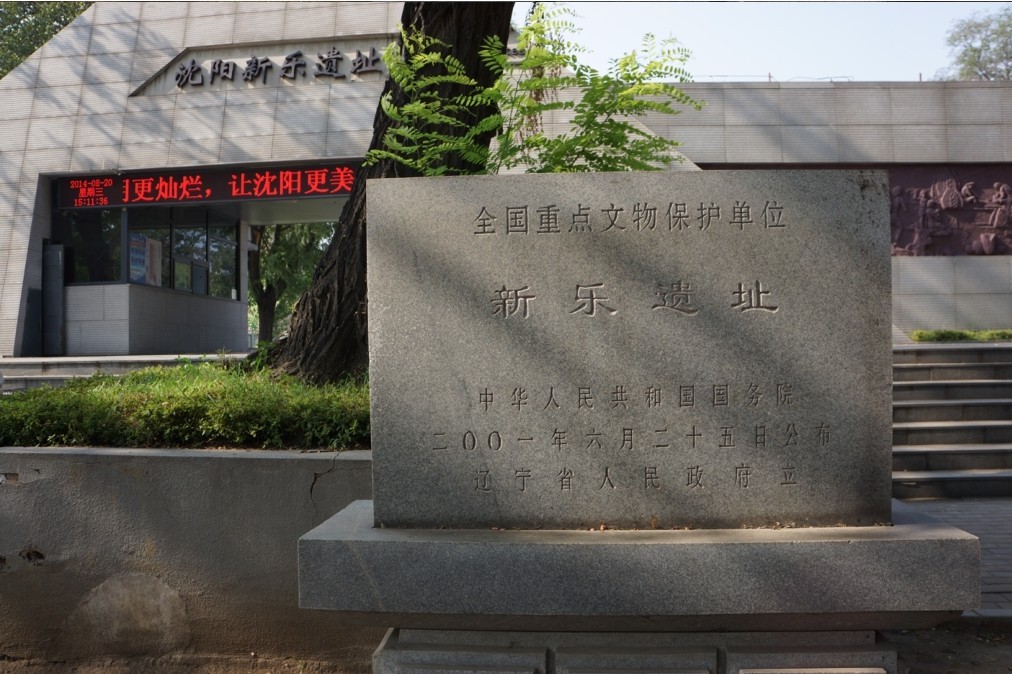 沈阳新乐遗址
2014-08-20
星期三
15:11:36
更灿烂，让沈阳更美
全国重点文物保护单位
新乐遗址
中华人民共和国国务院
二00一年六月二十五日公布
辽宁省人民政府立